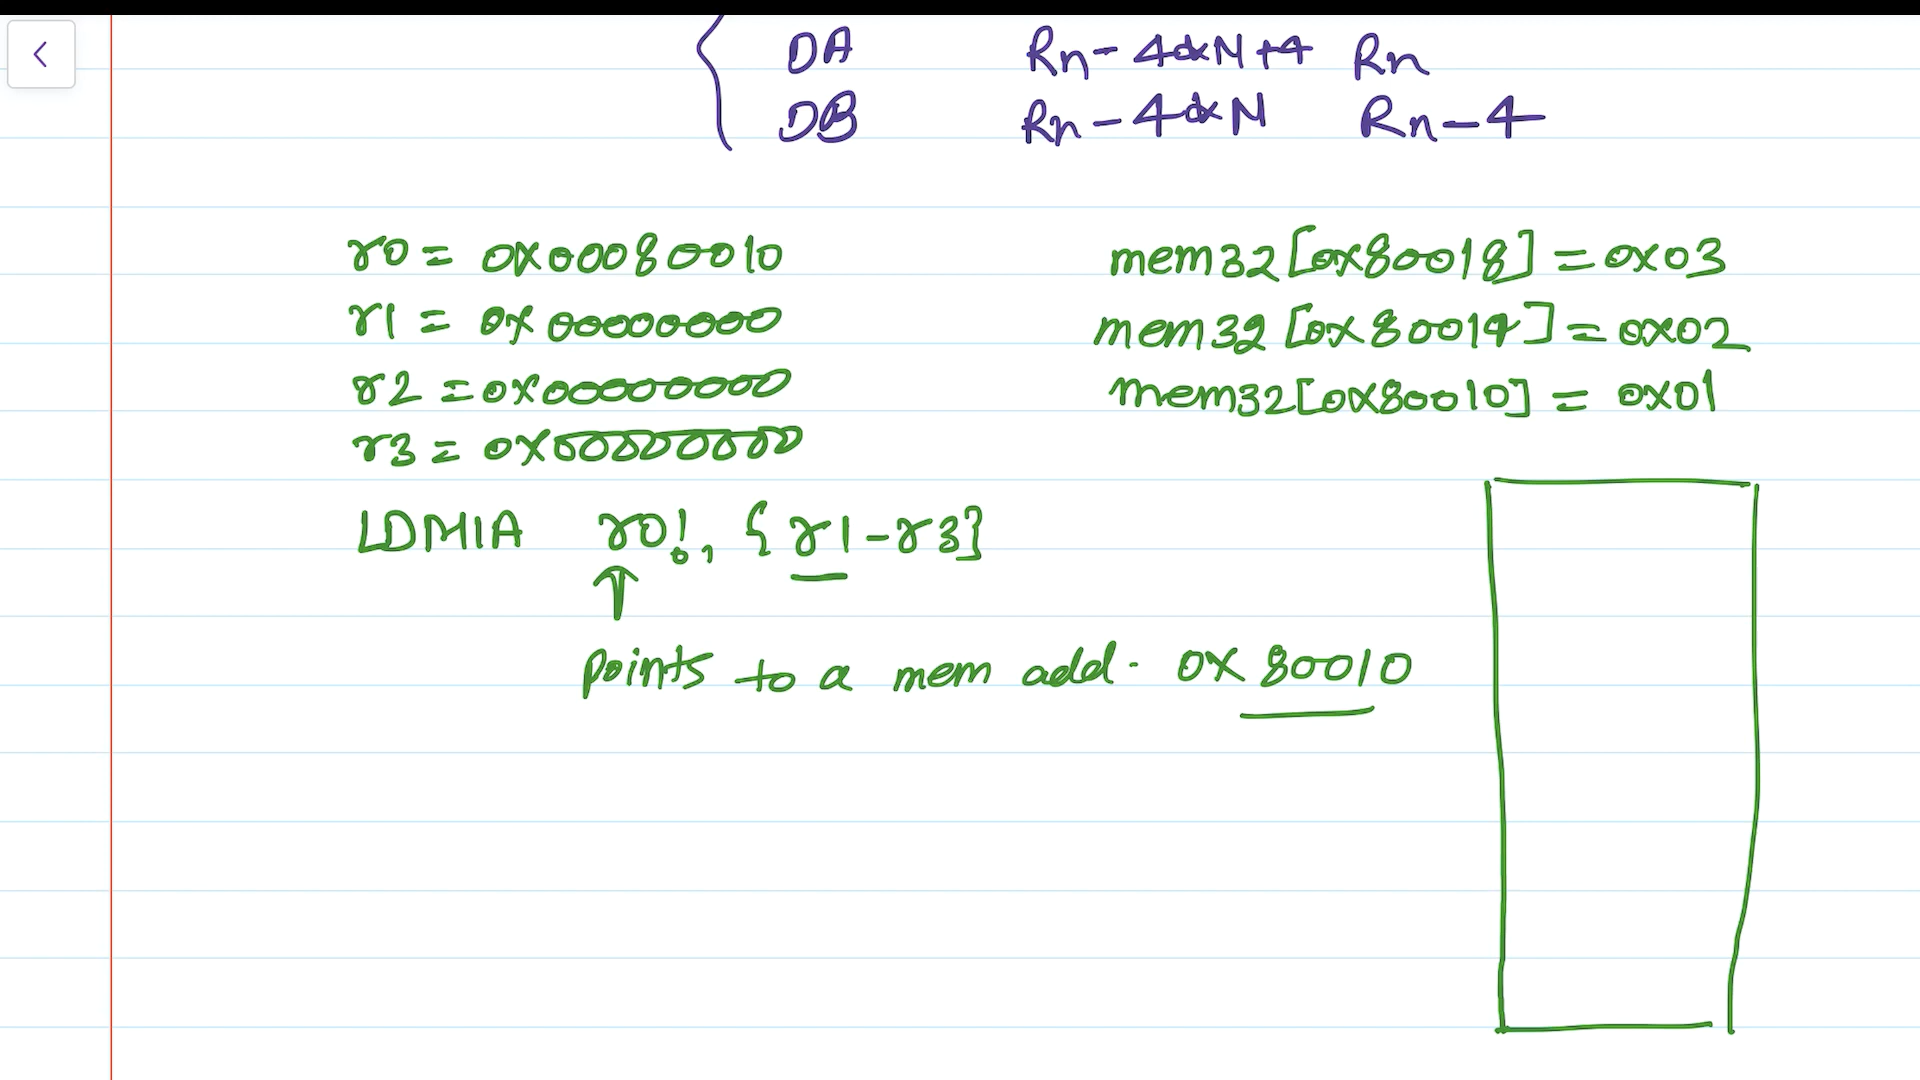 DA Rn - 4*N+4 Rn
DB Rn - 4*N Rn - 4
r0 = 0x00080010 mem32[0x80018] = 0x03
r1 = 0x00000000 mem32[0x80014] = 0x02
r2 = 0x00000000 mem32[0x80010] = 0x01
r3 = 0x00000000
LDMIA r0!, {r1-r3}
points to a mem add. 0x80010